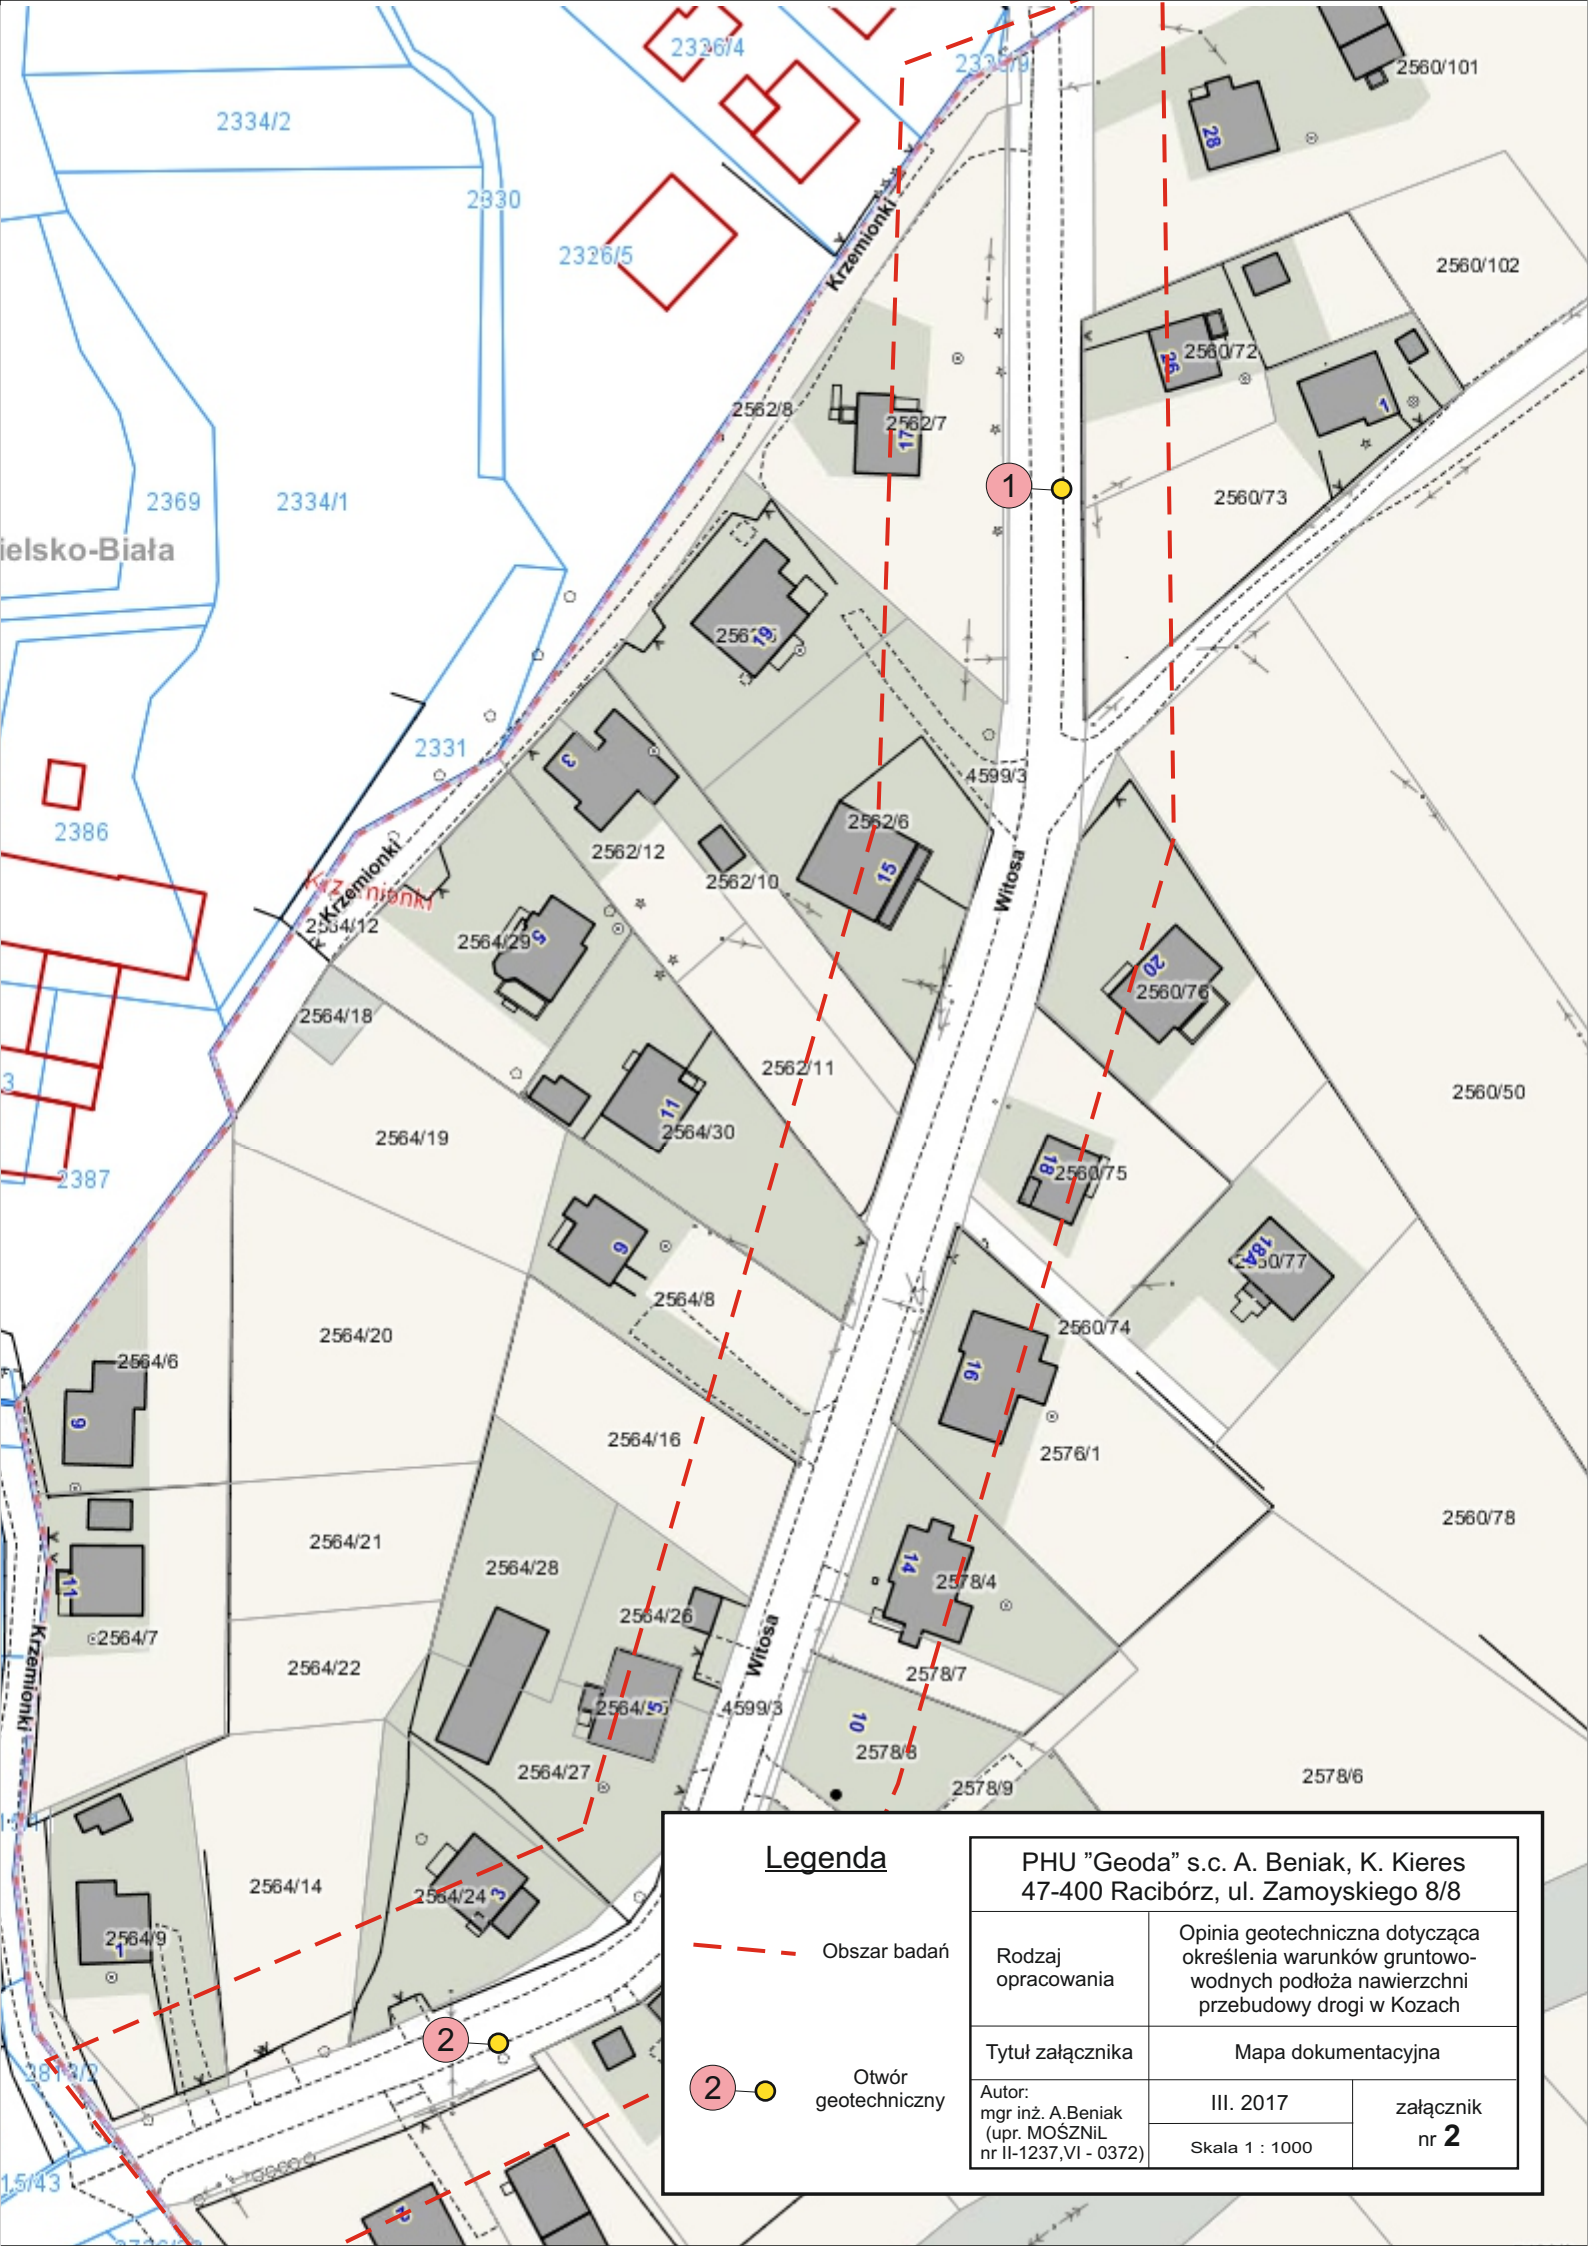 2326/4
2560/101
2334/2
28
2330
2326/5
Krzemionki
2560/102
26
2560/72
2562/8
2562/7
17
1
1
2369
2334/1
2560/73
ielsko-Biała
19
2331
3
4599/3
2386
2562/6
2562/12
2562/10
15
Witosa
Krzemionki
Krzemionki
2564/12
2564/29
5
20
2560/76
2564/18
2562/11
3
2560/50
11
2564/30
2564/19
2387
18
2560/75
6
18A
2564/8
2560/74
2564/20
2564/6
16
9
2564/16
2576/1
2560/78
2564/21
2564/28
14
2578/4
11
2564/26
2564/7
Krzemionki
Witosa
2564/22
2578/7
5
4599/3
10
2578/8
2564/27
2578/9
2578/6
2564/14
2564/24
3
2564/9
1
2
15/43
Legenda
Obszar badań
2
Otwór
geotechniczny
PHU ”Geoda” s.c. A. Beniak, K. Kieres
47-400 Racibórz, ul. Zamoyskiego 8/8
Rodzaj
opracowania
Opinia geotechniczna dotycząca
określenia warunków gruntowo-
wodnych podłoża nawierzchni
przebudowy drogi w Kozach
Tytuł załącznika
Mapa dokumentacyjna
Autor:
mgr inż. A.Beniak
(upr. MOŚZNiL
nr II-1237,VI - 0372)
III. 2017
Skala 1 : 1000
załącznik
nr 2